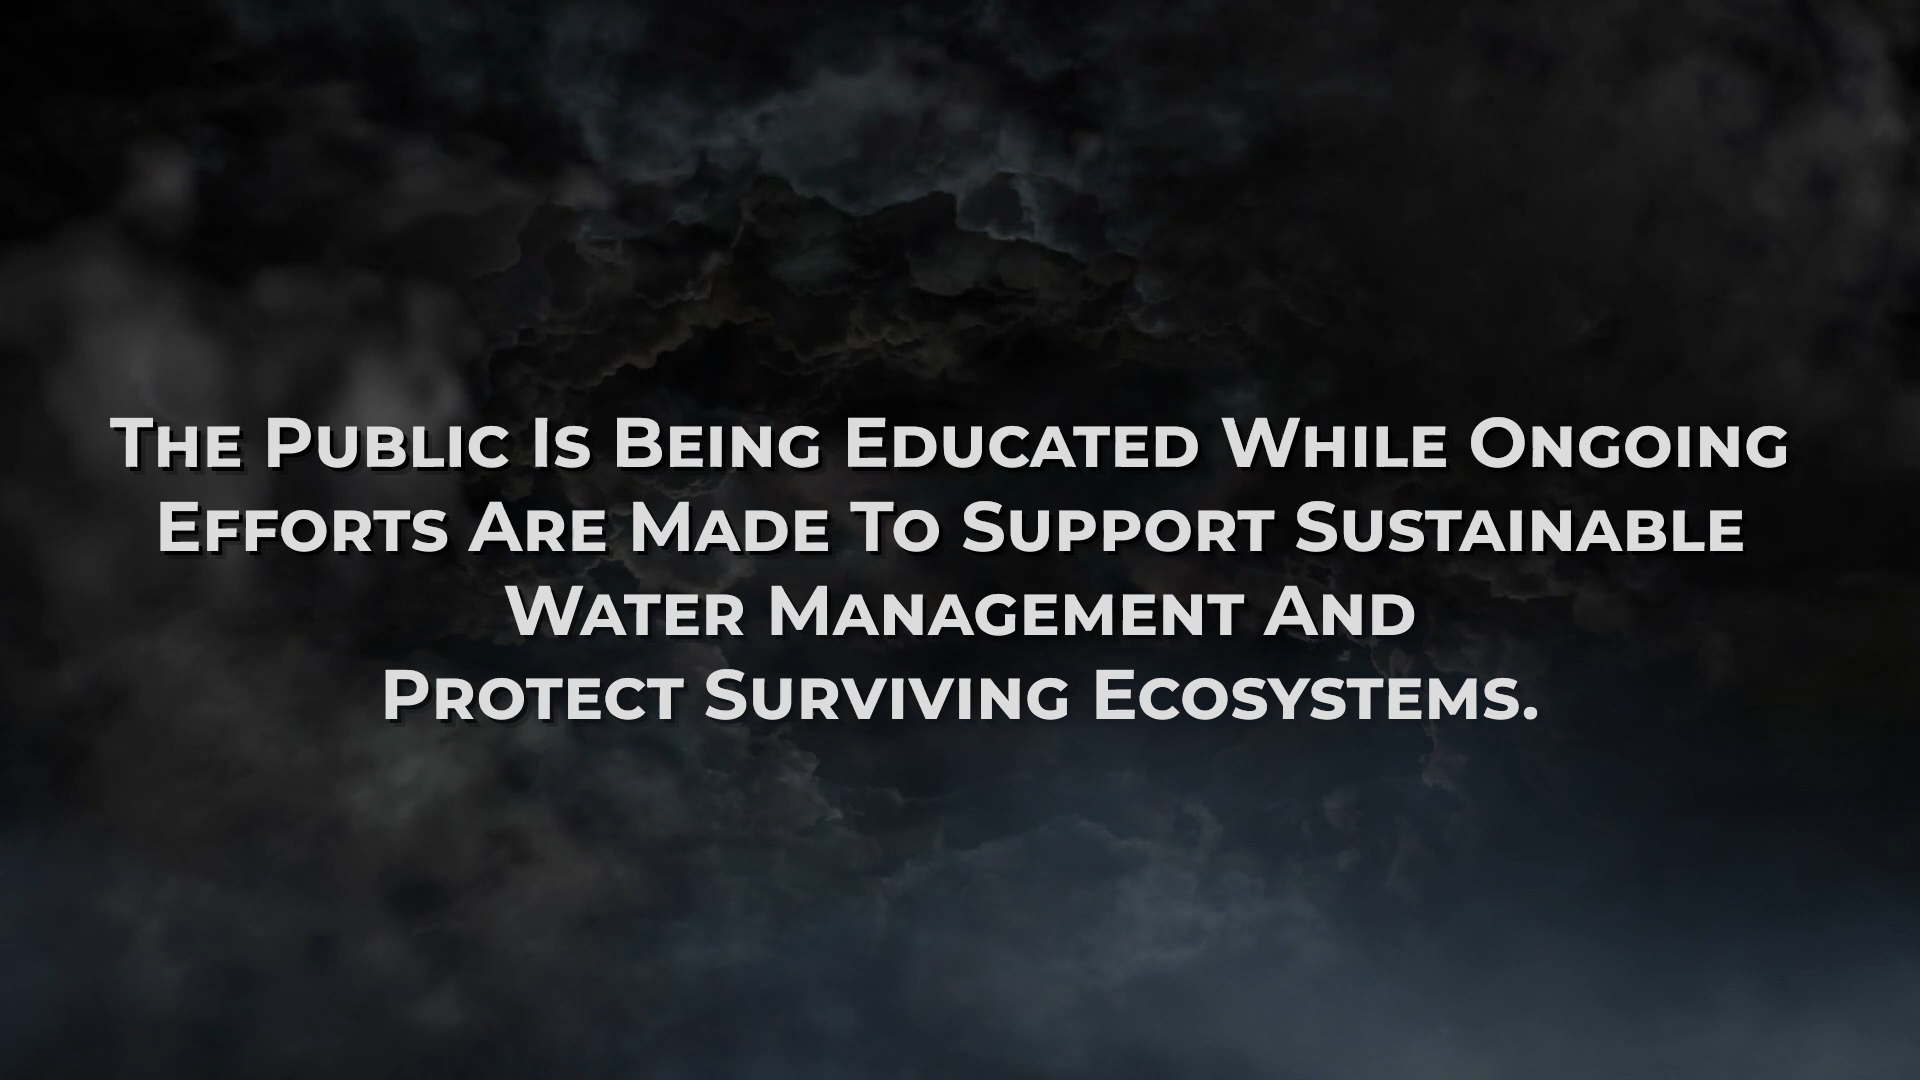 The Public Is Being Educated While Ongoing
Efforts Are Made To Support Sustainable
Water Management And
Protect Surviving Ecosystems.